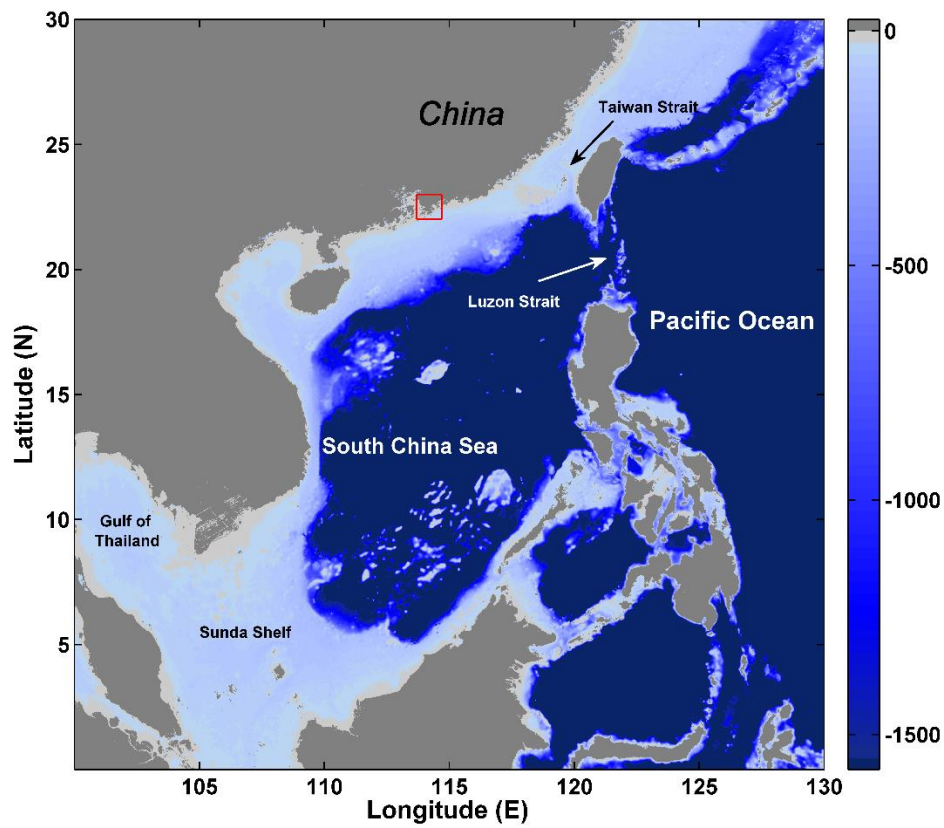 30
0
China
Taiwan Strait
25
-500
20
Luzon Strait
Pacific Ocean
Latitude (N)
15
South China Sea
-1000
10
Gulf of
Thailand
Sunda Shelf
5
-1500
105
110
115
120
125
130
Longitude (E)